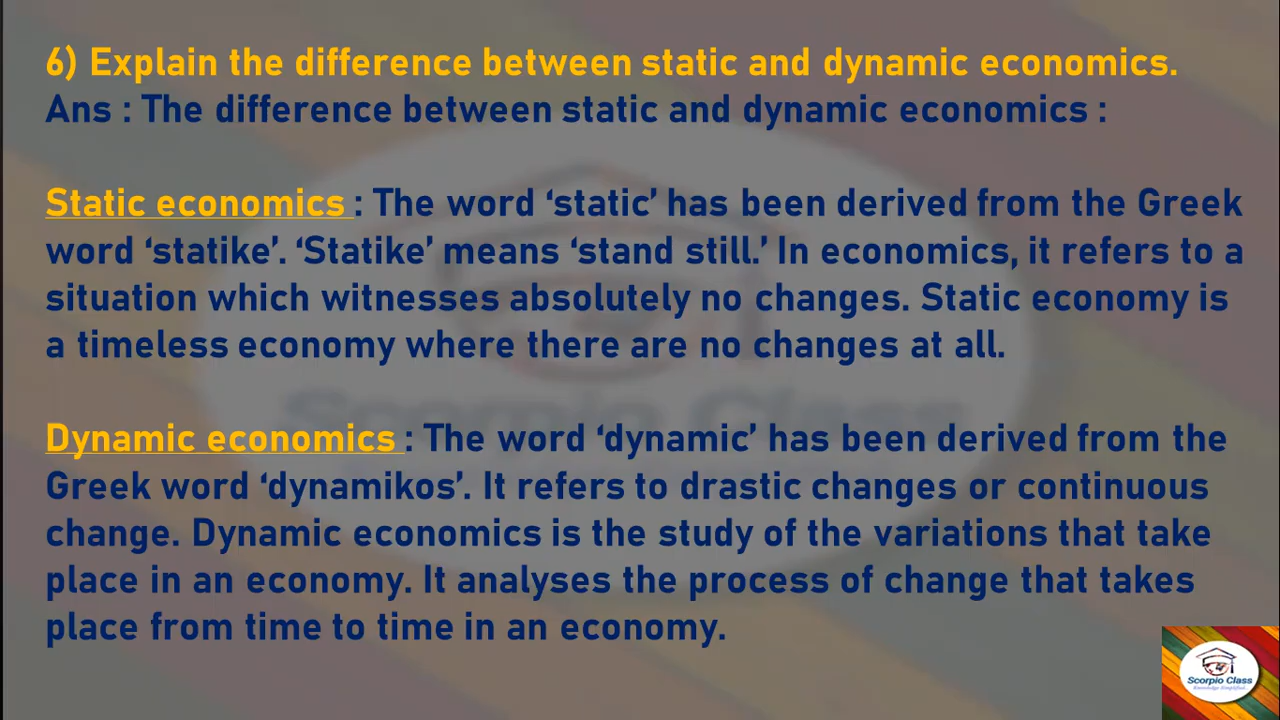 6) Explain the difference between static and dynamic economics.
Ans : The difference between static and dynamic economics :
Static economics : The word ‘static’ has been derived from the Greek
word ‘statike’. ‘Statike’ means ‘stand still.’ In economics, it refers to a
situation which witnesses absolutely no changes. Static economy is
a timeless economy where there are no changes at all.
Dynamic economics : The word ‘dynamic’ has been derived from the
Greek word ‘dynamikos’. It refers to drastic changes or continuous
change. Dynamic economics is the study of the variations that take
place in an economy. It analyses the process of change that takes
place from time to time in an economy.
Scorpio Class
Scorpio Class
Knowledge Simplified..